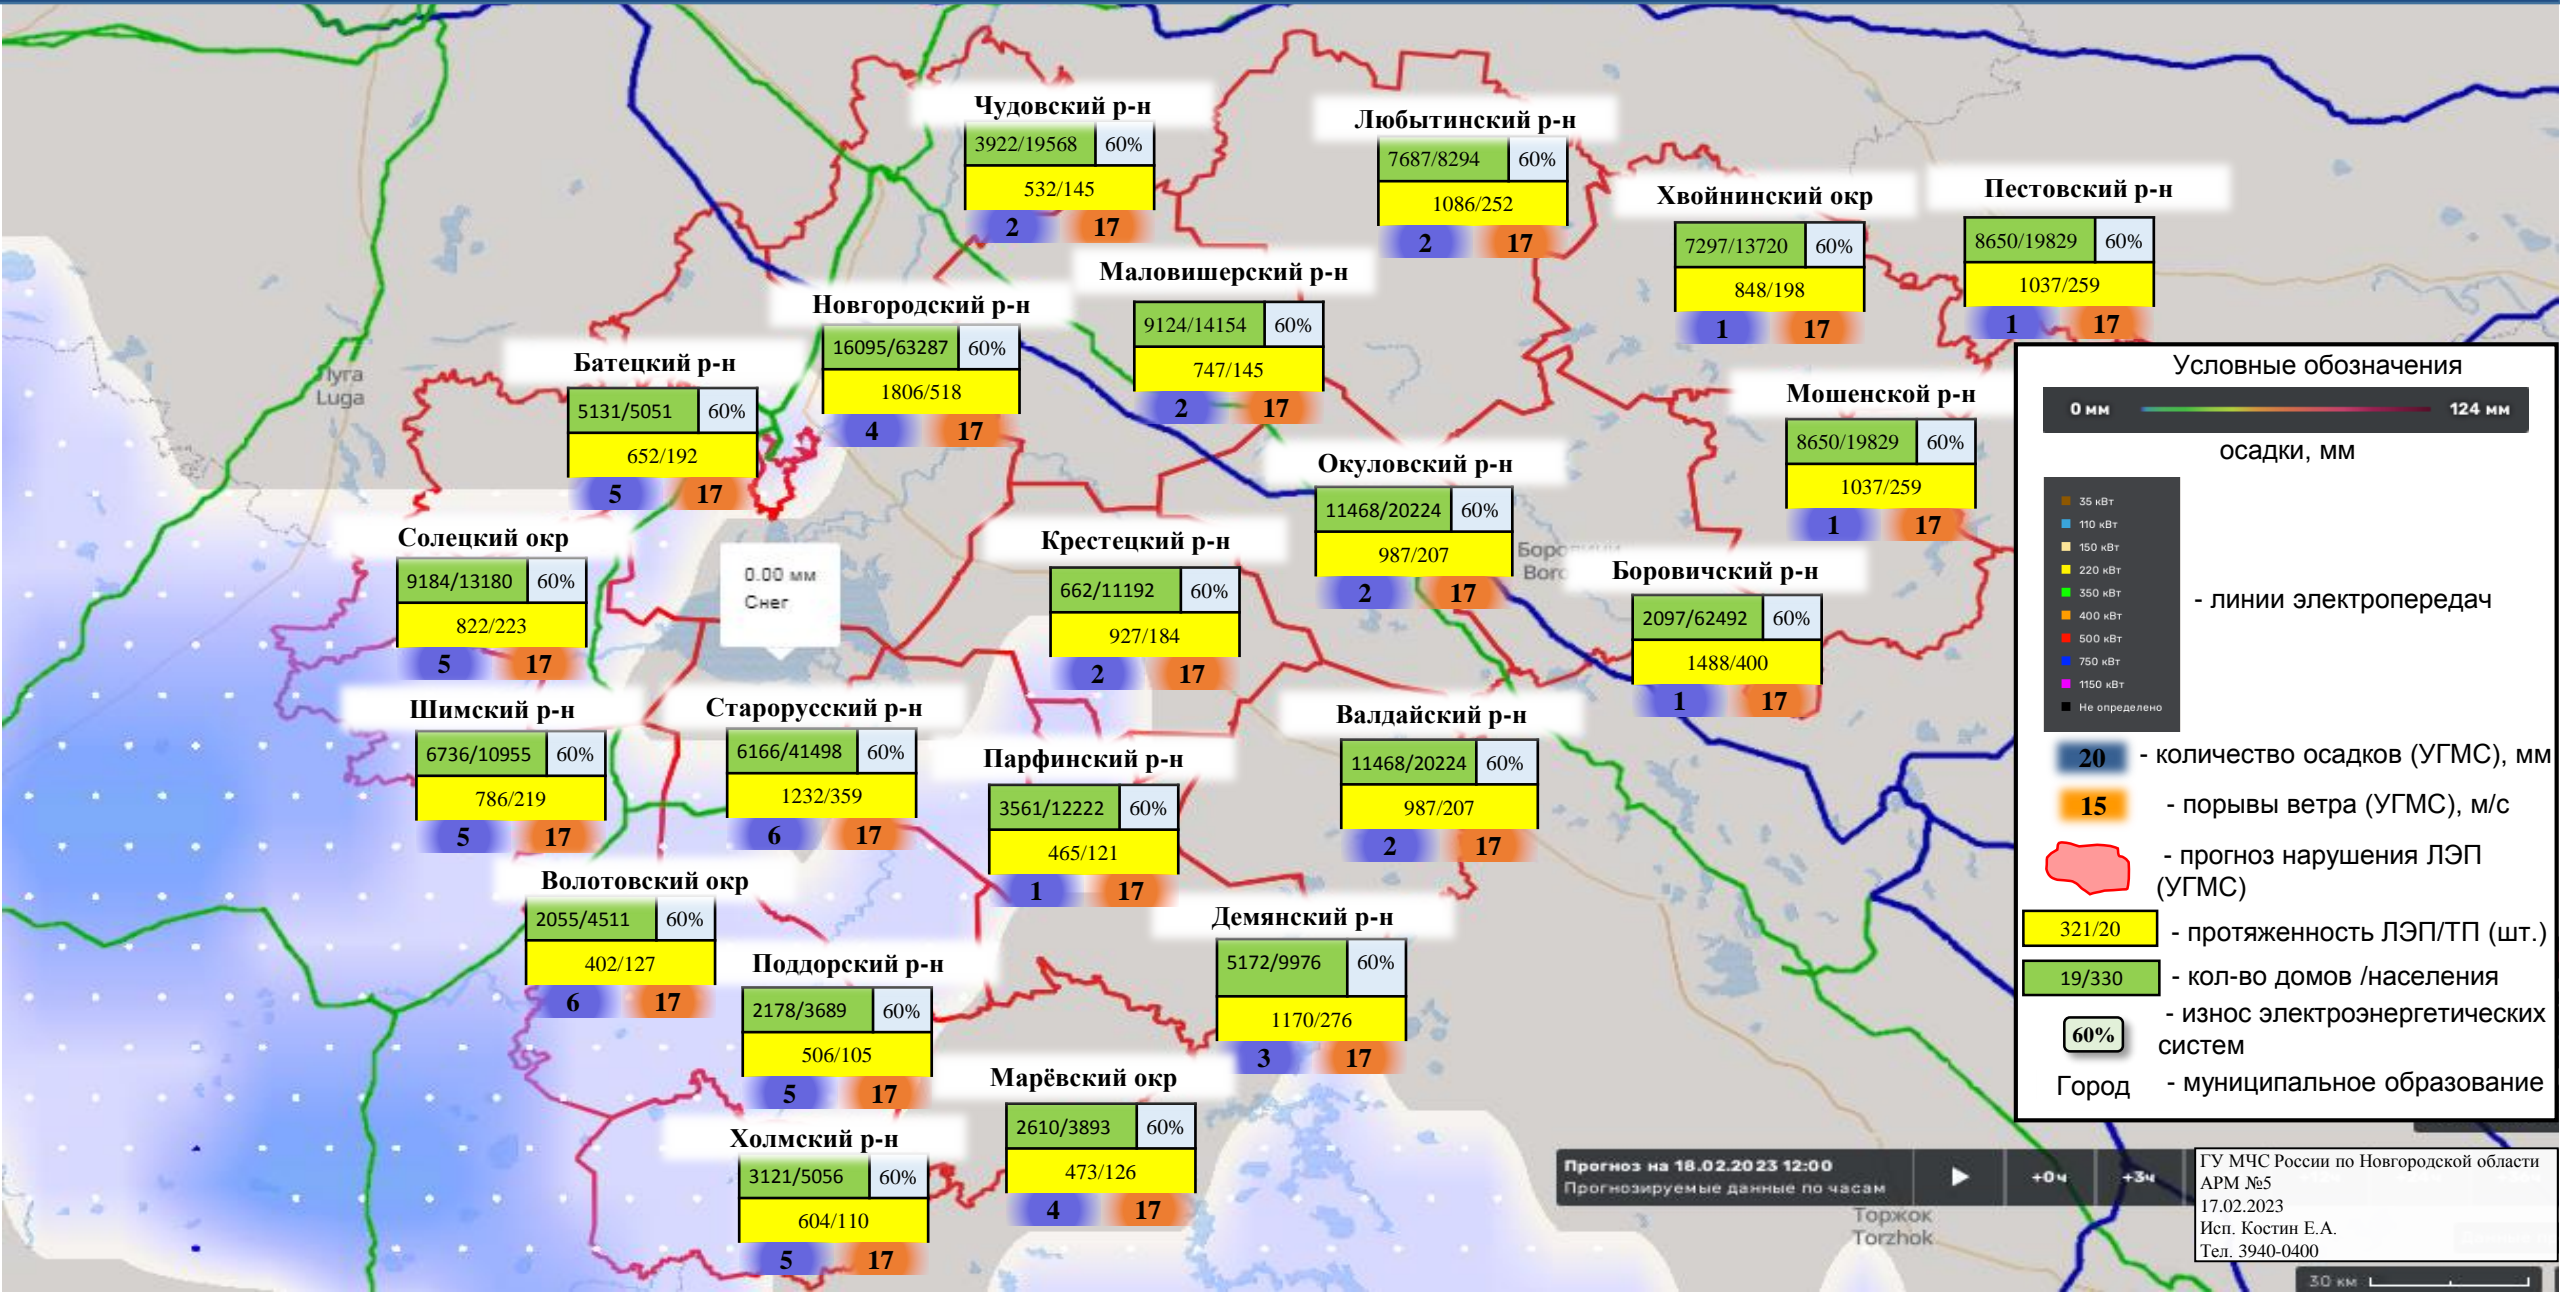 Чудовский р-н
3922/19568 60%
532/145
2 17
Любытинский р-н
7687/8294 60%
1086/252
2 17
Хвойнинский окр
7297/13720 60%
848/198
1 17
Пестовский р-н
8650/19829 60%
1037/259
1 17
Маловишерский р-н
9124/14154 60%
747/145
2 17
Новгородский р-н
16095/63287 60%
1806/518
4 17
Батецкий р-н
5131/5051 60%
652/192
5 17
Luga
Мошенской р-н
8650/19829 60%
1037/259
1 17
Окуловский р-н
11468/20224 60%
987/207
2 17
Солецкий окр
9184/13180 60%
822/223
5 17
0.00 мм
Снег
Крестецкий р-н
662/11192 60%
927/184
2 17
Боровичский р-н
2097/62492 60%
1488/400
1 17
Шимский р-н
6736/10955 60%
786/219
5 17
Старорусский р-н
6166/41498 60%
1232/359
6 17
Парфинский р-н
3561/12222 60%
465/121
1 17
Валдайский р-н
11468/20224 60%
987/207
2 17
Волотовский окр
2055/4511 60%
402/127
6 17
Поддорский р-н
2178/3689 60%
506/105
5 17
Демянский р-н
5172/9976 60%
1170/276
3 17
Марёвский окр
2610/3893 60%
473/126
4 17
Холмский р-н
3121/5056 60%
604/110
5 17
Условные обозначения
0 мм 124 мм
осадки, мм
35 кВт
110 кВт
150 кВт
220 кВт
350 кВт
400 кВт
500 кВт
750 кВт
1150 кВт
Не определено
- линии электропередач
20 - количество осадков (УГМС), мм
15 - порывы ветра (УГМС), м/с
- прогноз нарушения ЛЭП
(УГМС)
321/20 - протяженность ЛЭП/ТП (шт.)
19/330 - кол-во домов /населения
60% - износ электроэнергетических
систем
Город - муниципальное образование
Прогноз на 18.02.2023 12:00
Прогнозируемые данные по часам
+0ч +3ч
ГУ МЧС России по Новгородской области
АРМ №5
17.02.2023
Исп. Костин Е.А.
Тел. 3940-0400
Торжок
Torzhok
30 км